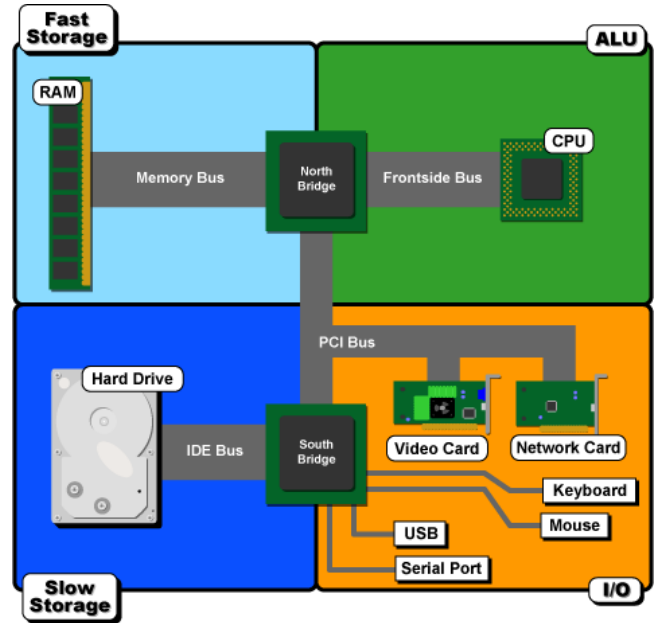 Fast
Storage
ALU
RAM
CPU
Memory Bus
North
Bridge
Frontside Bus
PCI Bus
Hard Drive
IDE Bus
South
Bridge
Video Card
Network Card
Keyboard
Mouse
USB
Serial Port
Slow
Storage
I/O